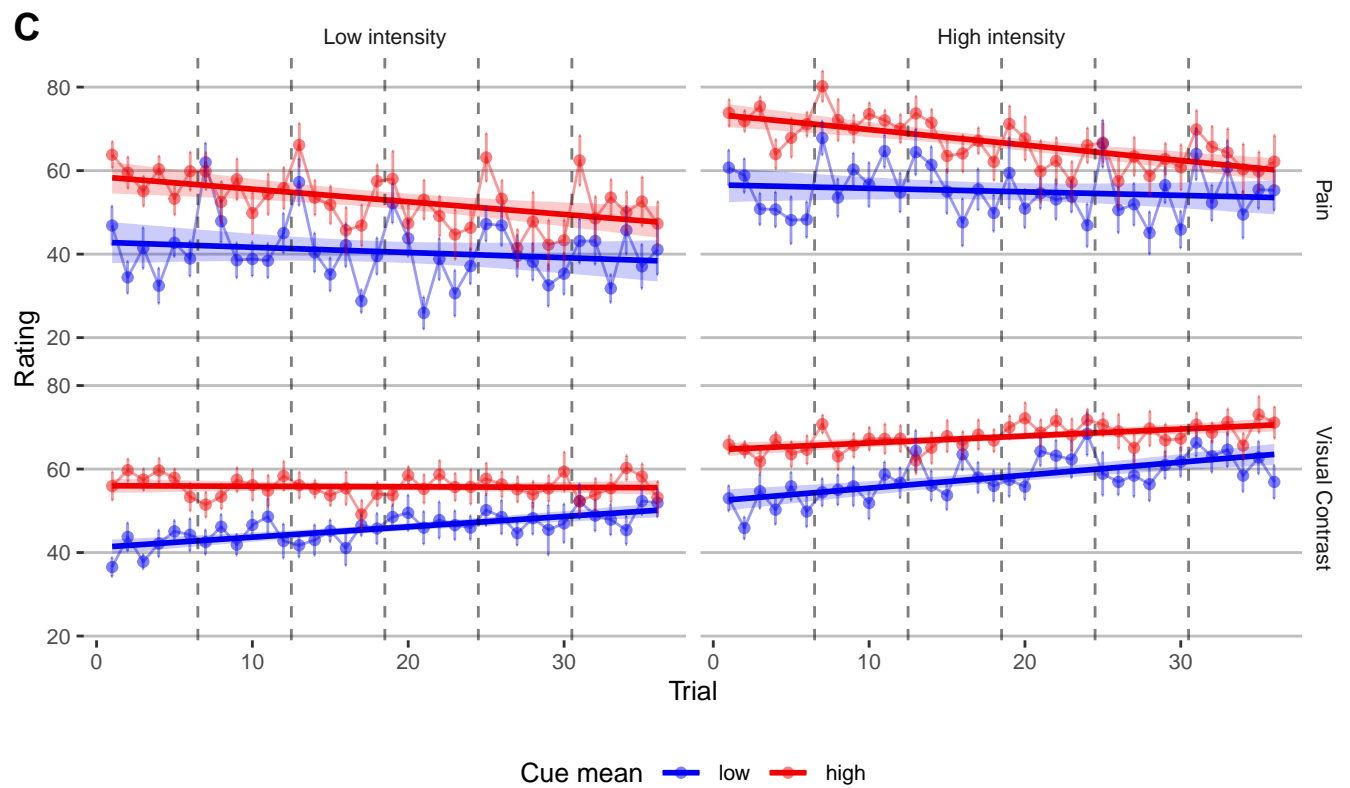 C
Low intensity High intensity
80
60
40
20
Pain
Rating
80
60
40
20
Visual Contrast
0 10 20 30 0 10 20 30
Trial
Cue mean low high